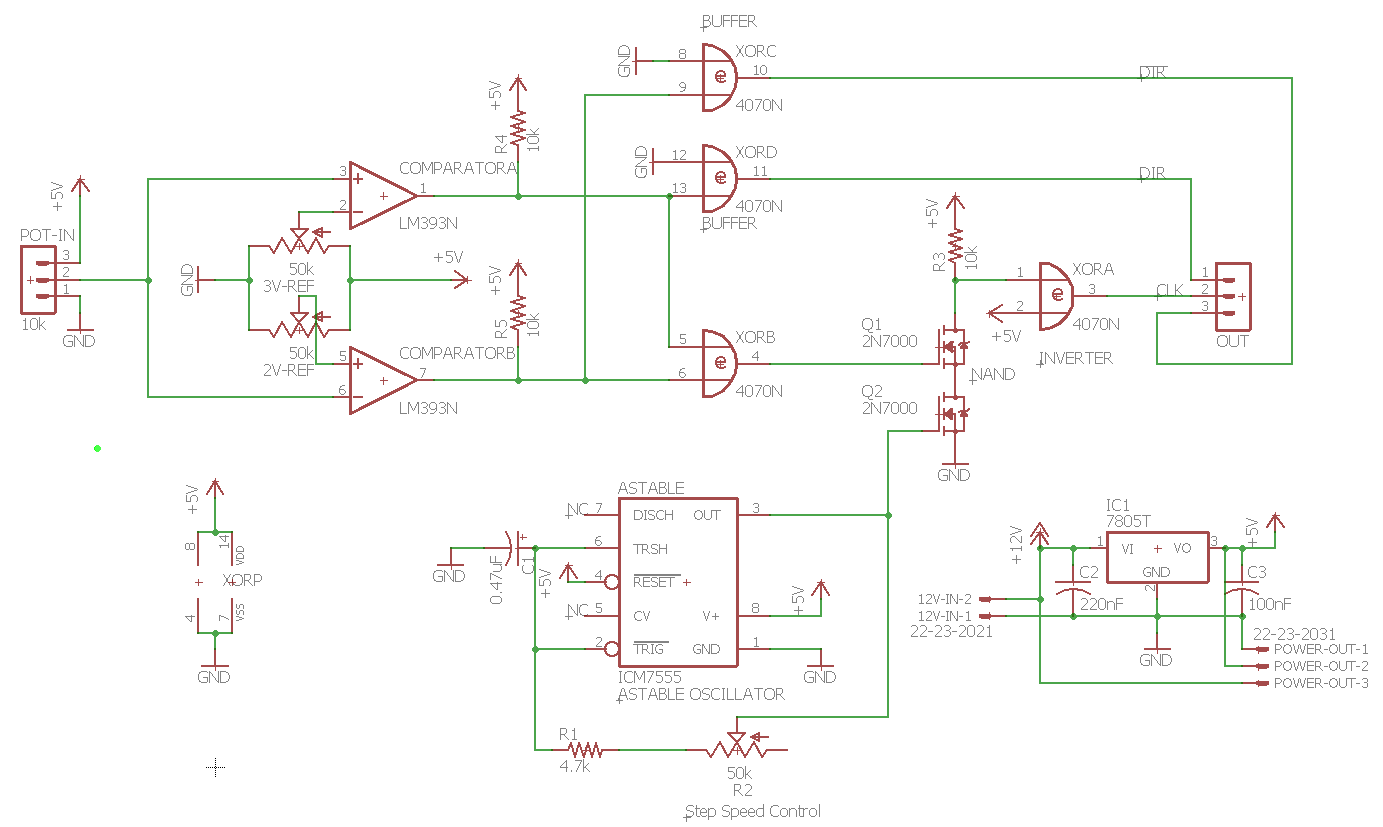 BUFFER
GND
8
9
XORC
10
4070N
DIR
+5V
R4
10k
GND
12
13
XORD
11
4070N
BUFFER
DIR
COMPARATORA
3
2
1
LM393N
+5V
POT-IN
3
2
1
10k
GND
GND
50k
3V-REF
+5V
50k
2V-REF
+5V
R5
10k
COMPARATORB
5
6
7
LM393N
5
6
XORB
4
4070N
+5V
R3
10k
1
2
XORA
3
4070N
+5V
INVERTER
CLK
1
2
3
OUT
Q1
2N7000
NAND
Q2
2N7000
GND
+5V
8
14
VDD
XORP
4
7
VSS
GND
ASTABLE
NC
7
DISCH
OUT
3
6
TRSH
4
RESET
NC
5
CV
V+
8
2
TRIG
GND
1
ICM7555
ASTABLE OSCILLATOR
GND
0.47uF
C1
+5V
+5V
GND
R1
4.7k
50k
R2
Step Speed Control
+12V
IC1
7805T
1
VI
VO
3
GND
2
+5V
C2
220nF
C3
100nF
12V-IN-2
12V-IN-1
22-23-2021
GND
22-23-2031
POWER-OUT-1
POWER-OUT-2
POWER-OUT-3